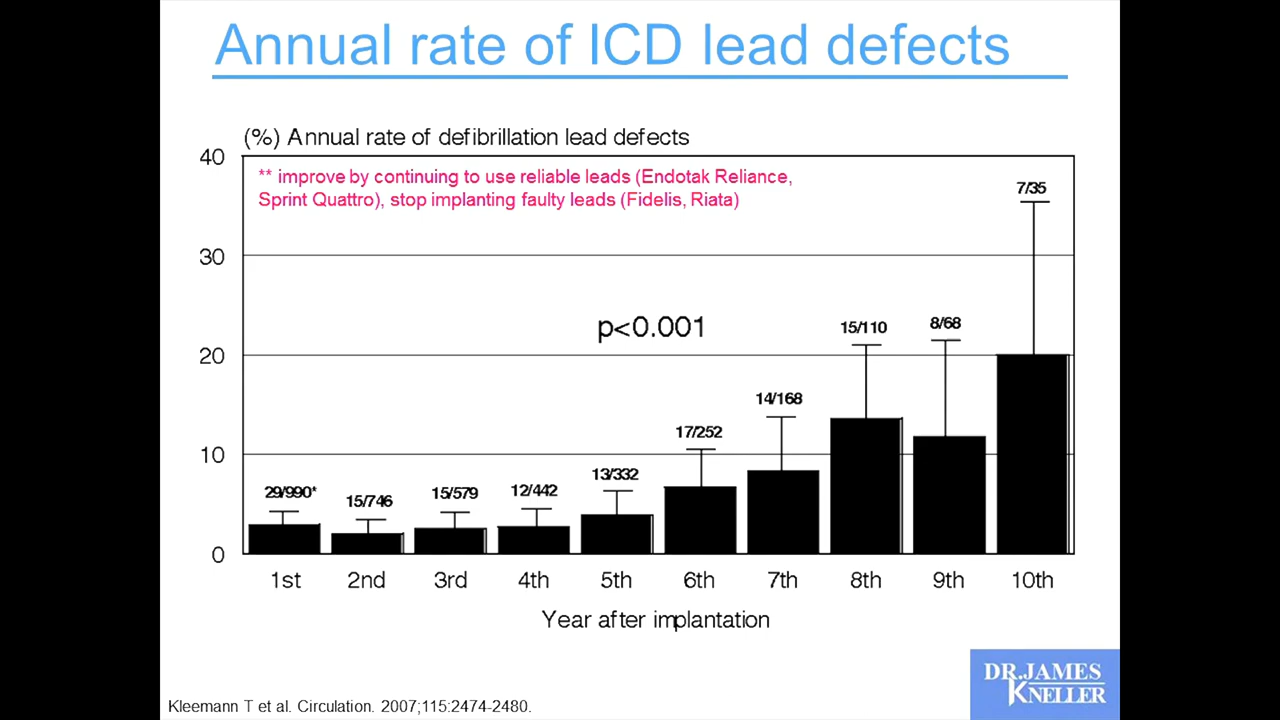 Annual rate of ICD lead defects
(%) Annual rate of defibrillation lead defects
** improve by continuing to use reliable leads (Endotak Reliance,
Sprint Quattro), stop implanting faulty leads (Fidelis, Riata)
40
30
20
10
0
p<0.001
29/990*
15/746
15/579
12/442
13/332
17/252
14/168
15/110
8/68
7/35
1st 2nd 3rd 4th 5th 6th 7th 8th 9th 10th
Year after implantation
DR. JAMES
KNELLER
Kleemann T et al. Circulation. 2007;115:2474-2480.